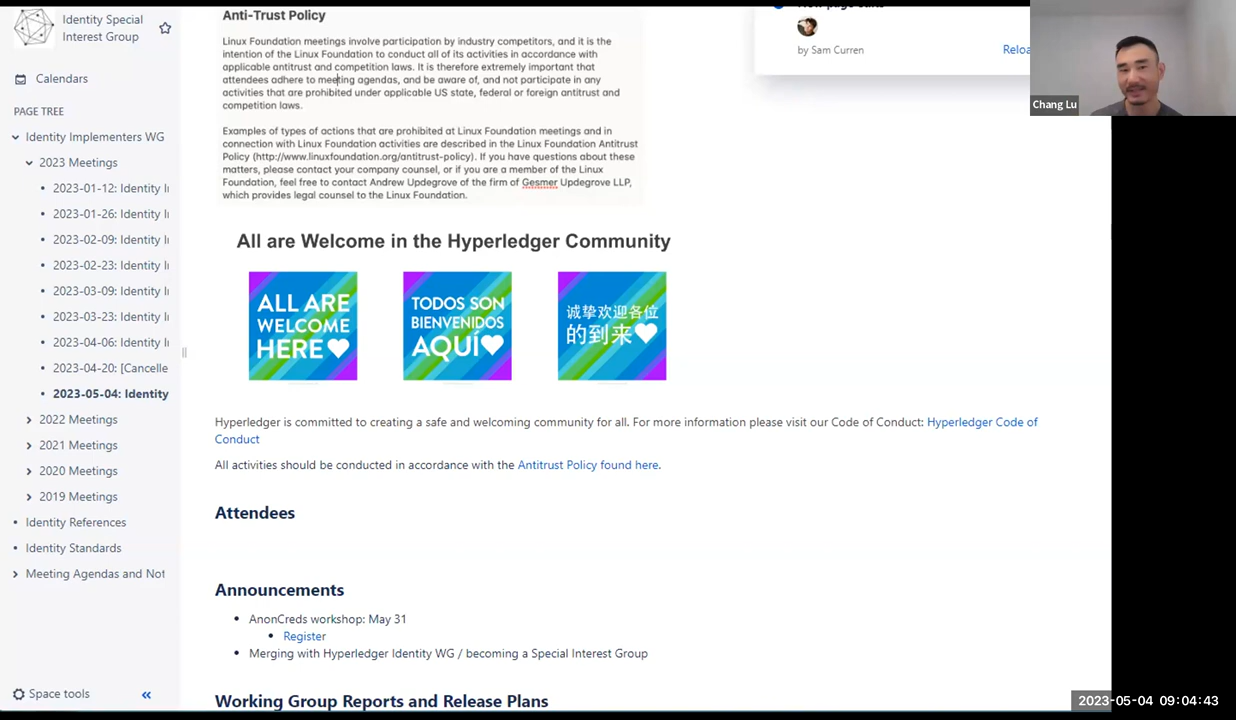 Identity Special
Interest Group
Calendars
PAGE TREE
Identity Implementers WG
2023 Meetings
2023-01-12: Identity I
2023-01-26: Identity I
2023-02-09: Identity I
2023-02-23: Identity I
2023-03-09: Identity I
2023-03-23: Identity I
2023-04-06: Identity I
2023-04-20: [Cancelle
2023-05-04: Identity
2022 Meetings
2021 Meetings
2020 Meetings
2019 Meetings
Identity References
Identity Standards
Meeting Agendas and Not
Space tools
Anti-Trust Policy
Linux Foundation meetings involve participation by industry competitors, and it is the
intention of the Linux Foundation to conduct all of its activities in accordance with
applicable antitrust and competition laws. It is therefore extremely important that
attendees adhere to meeting agendas, and be aware of, and not participate in any
activities that are prohibited under applicable US state, federal or foreign antitrust and
competition laws.
Examples of types of actions that are prohibited at Linux Foundation meetings and in
connection with Linux Foundation activities are described in the Linux Foundation Antitrust
Policy (http://www.linuxfoundation.org/antitrust-policy). If you have questions about these
matters, please contact your company counsel, or if you are a member of the Linux
Foundation, feel free to contact Andrew Updegrove of the firm of Gesmer Updegrove LLP,
which provides legal counsel to the Linux Foundation.
All are Welcome in the Hyperledger Community
ALL ARE
WELCOME
HERE
TODOS SON
BIENVENIDOS
AQUÍ
诚挚欢迎各位
的到来
Hyperledger is committed to creating a safe and welcoming community for all. For more information please visit our Code of Conduct: Hyperledger Code of
Conduct
All activities should be conducted in accordance with the Antitrust Policy found here.
Attendees
Announcements
AnonCreds workshop: May 31
Register
Merging with Hyperledger Identity WG / becoming a Special Interest Group
Working Group Reports and Release Plans
by Sam Curren
Reloa
Chang Lu
2023-05-04 09:04:43